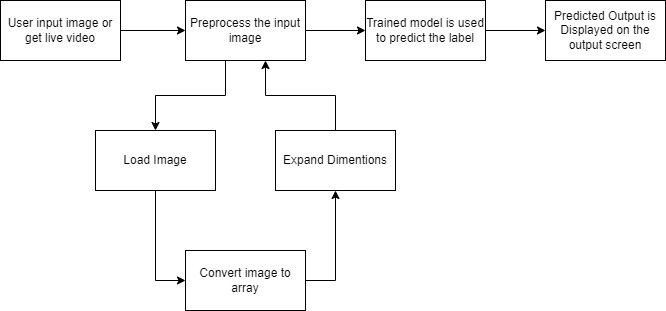 User input image or
get live video
Preprocess the input
image
Trained model is used
to predict the label
Predicted Output is
Displayed on the
output screen
Load Image
Expand Dimentions
Convert image to
array